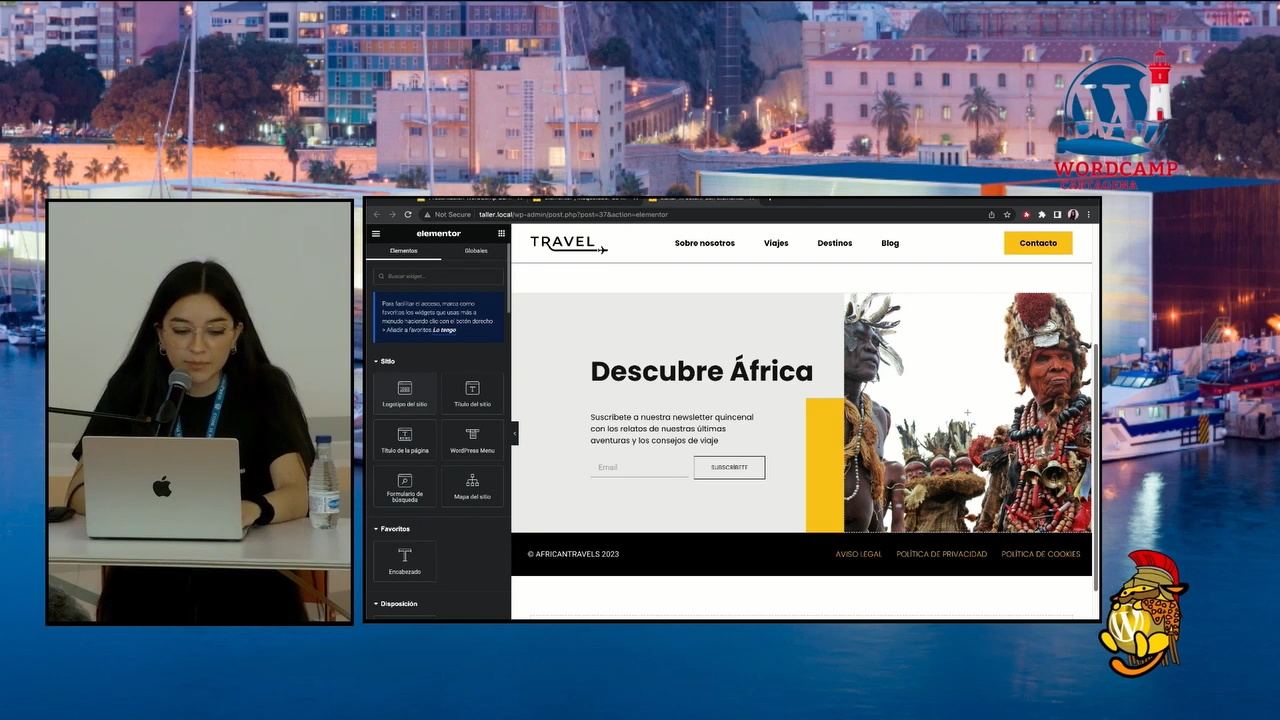 WORDCAMP
CARTAGENA
Not Secure
taller.local/wp-admin/post.php?post=37&action=elementor
elementor
Elementos
Globales
Buscar widget...
Para facilitar el acceso, marca como
favoritos los widgets que usas más a
menudo haciendo clic con el botón derecho
> Añadir a favoritos. Lo tengo
Sitio
Logotipo del sitio
Título del sitio
Título de la página
WordPress Menu
Formulario de
búsqueda
Mapa del sitio
Favoritos
Encabezado
Disposición
TRAVEL
Sobre nosotros
Viajes
Destinos
Blog
Contacto
Descubre África
Suscríbete a nuestra newsletter quincenal
con los relatos de nuestras últimas
aventuras y los consejos de viaje
Email
SUBSCRÍBETE
© AFRICANTRAVELS 2023
AVISO LEGAL
POLÍTICA DE PRIVACIDAD
POLÍTICA DE COOKIES